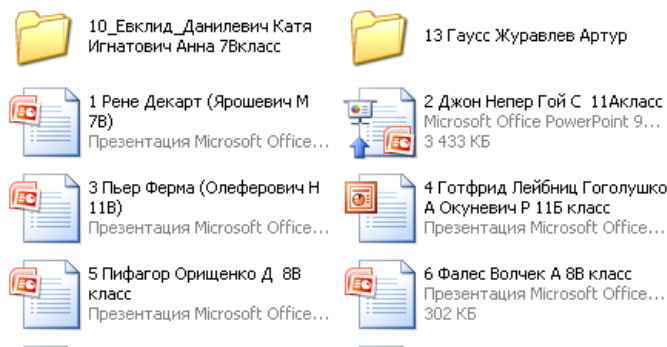 10_Евклид_Данилевич Катя
Игнатович Анна 7Вкласс
13 Гаусс Журавлев Артур
1 Рене Декарт (Ярошевич М
7В)
Презентация Microsoft Office...
2 Джон Непер Гой С 11Акласс
Microsoft Office PowerPoint 9...
3 433 КБ
3 Пьер Ферма (Олеферович Н
11В)
Презентация Microsoft Office...
4 Готфрид Лейбниц Гоголушко
А Окуневич Р 11Б класс
Презентация Microsoft Office...
5 Пифагор Орищенко Д 8В
класс
Презентация Microsoft Office...
6 Фалес Волчек А 8В класс
Презентация Microsoft Office...
302 КБ